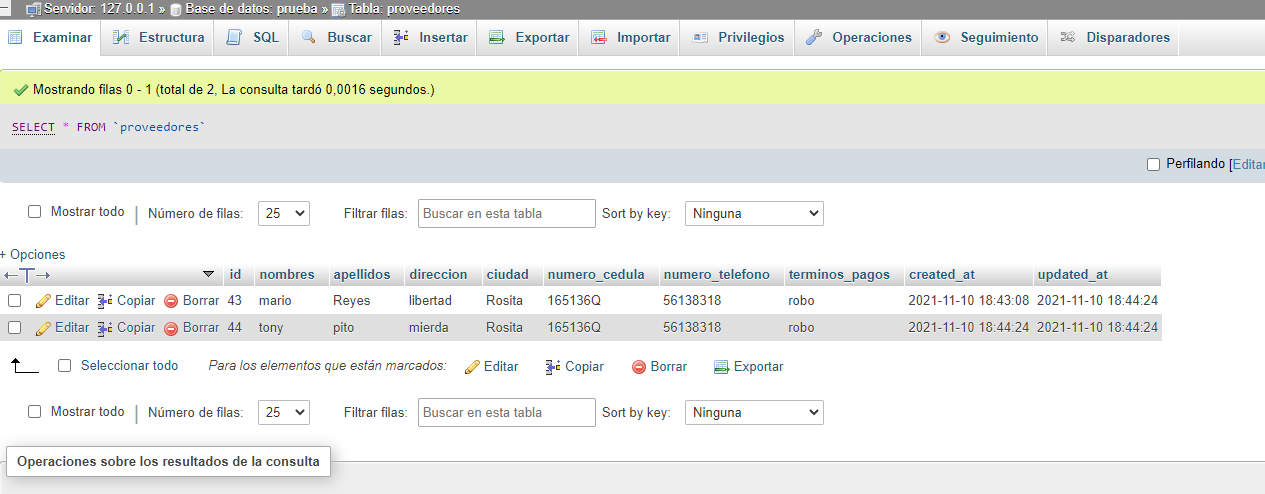 Servidor: 127.0.0.1 » Base de datos: prueba » Tabla: proveedores
Examinar Estructura SQL Buscar Insertar Exportar Importar Privilegios Operaciones Seguimiento Disparadores
Mostrando filas 0 - 1 (total de 2, La consulta tardó 0,0016 segundos.)
SELECT * FROM `proveedores`
Perfilando [Editar
Mostrar todo | Número de filas: 25 Filtrar filas: Buscar en esta tabla Sort by key: Ninguna
+ Opciones
←T→ id nombres apellidos direccion ciudad numero_cedula numero_telefono terminos_pagos created_at updated_at
Editar Copiar Borrar 43 mario Reyes libertad Rosita 165136Q 56138318 robo 2021-11-10 18:43:08 2021-11-10 18:44:24
Editar Copiar Borrar 44 tony pito mierda Rosita 165136Q 56138318 robo 2021-11-10 18:44:24 2021-11-10 18:44:24
Seleccionar todo Para los elementos que están marcados: Editar Copiar Borrar Exportar
Mostrar todo | Número de filas: 25 Filtrar filas: Buscar en esta tabla Sort by key: Ninguna
Operaciones sobre los resultados de la consulta